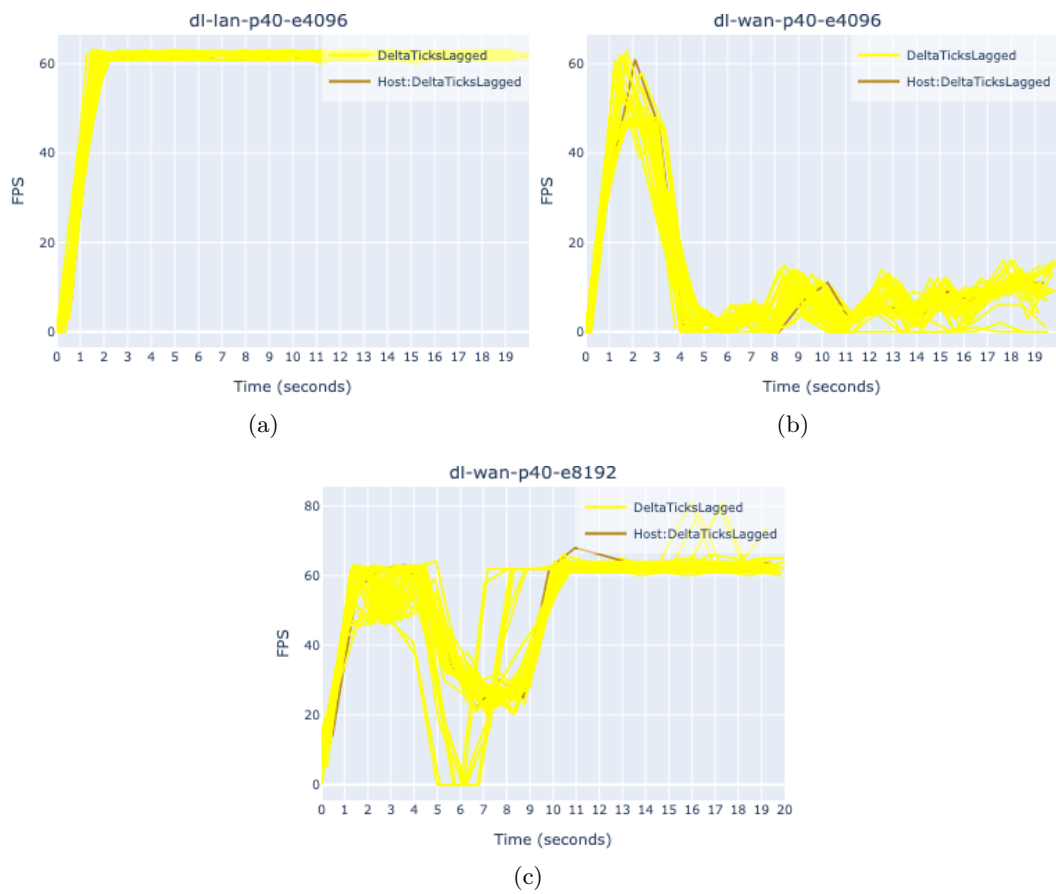 dl-lan-p40-e4096
60
40
20
0
FPS
0 1 2 3 4 5 6 7 8 9 10 11 12 13 14 15 16 17 18 19
Time (seconds)
DeltaTicksLagged
Host:DeltaTicksLagged
(a)
dl-wan-p40-e4096
60
40
20
0
FPS
0 1 2 3 4 5 6 7 8 9 10 11 12 13 14 15 16 17 18 19
Time (seconds)
DeltaTicksLagged
Host:DeltaTicksLagged
(b)
dl-wan-p40-e8192
80
60
40
20
0
FPS
0 1 2 3 4 5 6 7 8 9 10 11 12 13 14 15 16 17 18 19 20
Time (seconds)
DeltaTicksLagged
Host:DeltaTicksLagged
(c)